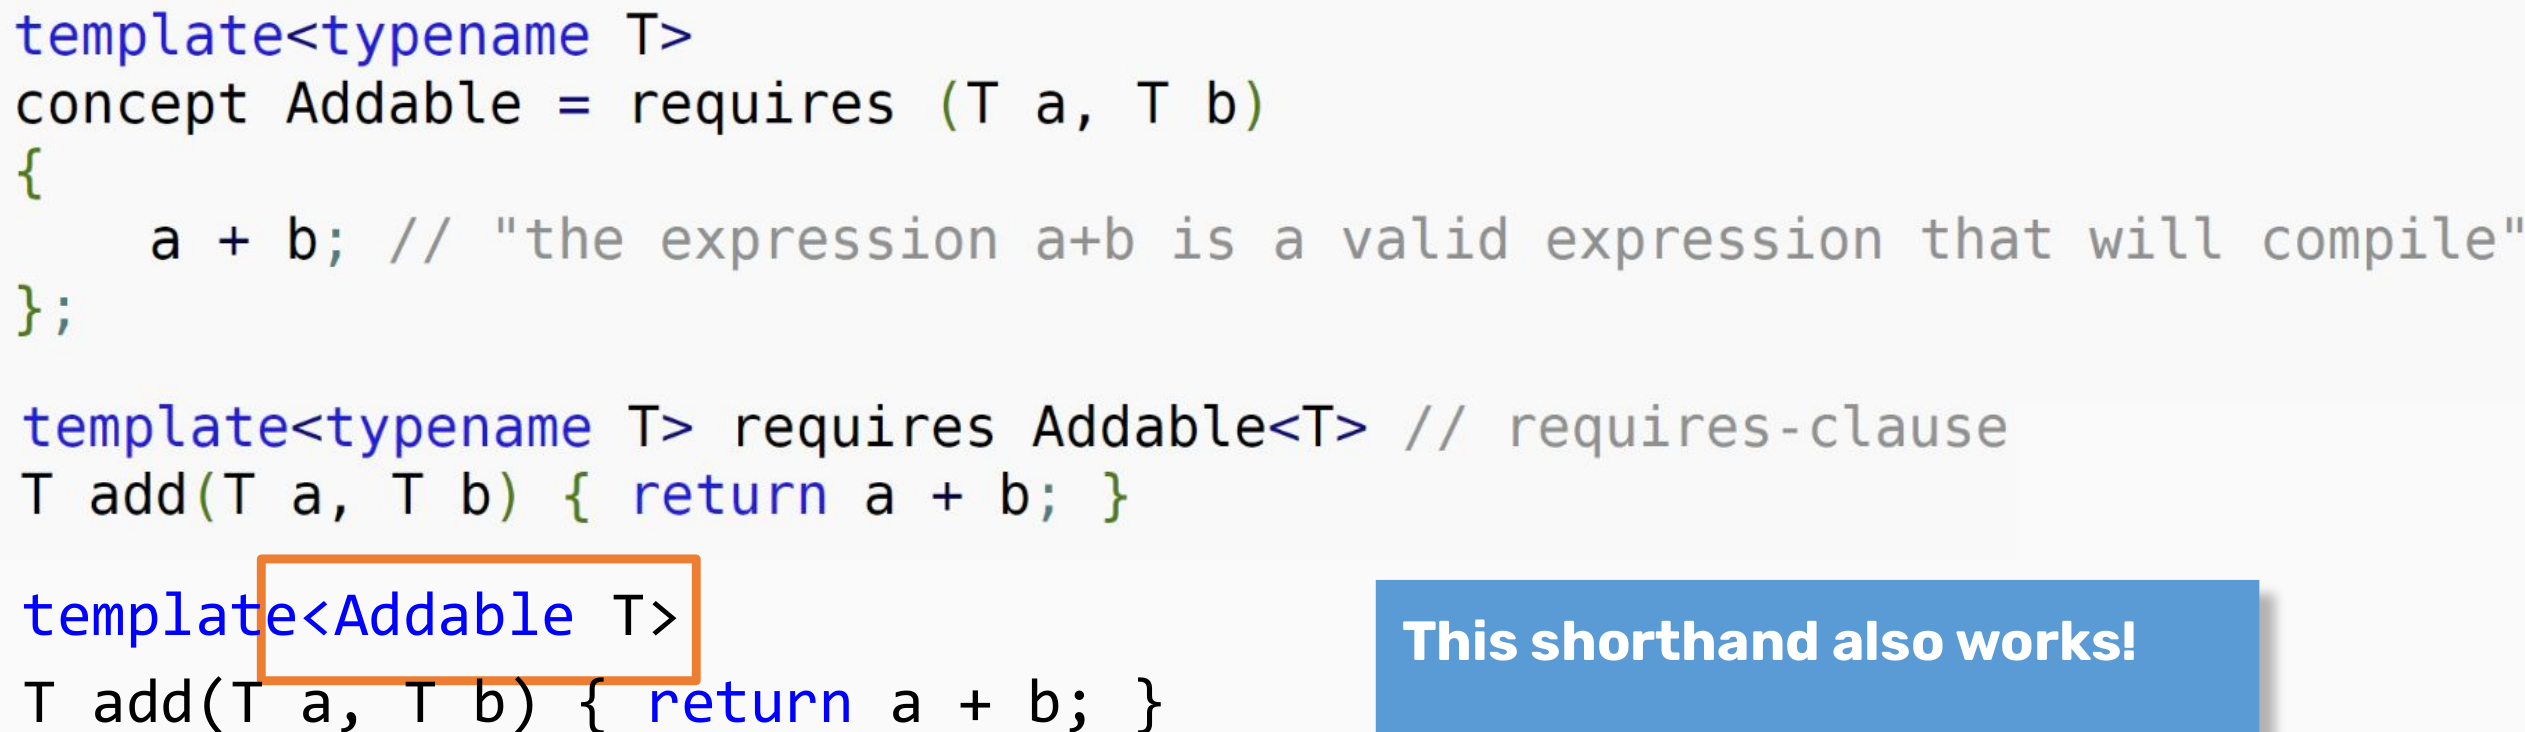 template<typename T>
concept Addable = requires (T a, T b)
{
    a + b; // "the expression a+b is a valid expression that will compile"
};
template<typename T> requires Addable<T> // requires-clause
T add(T a, T b) { return a + b; }
template<Addable T>
This shorthand also works!
T add(T a, T b) { return a + b; }